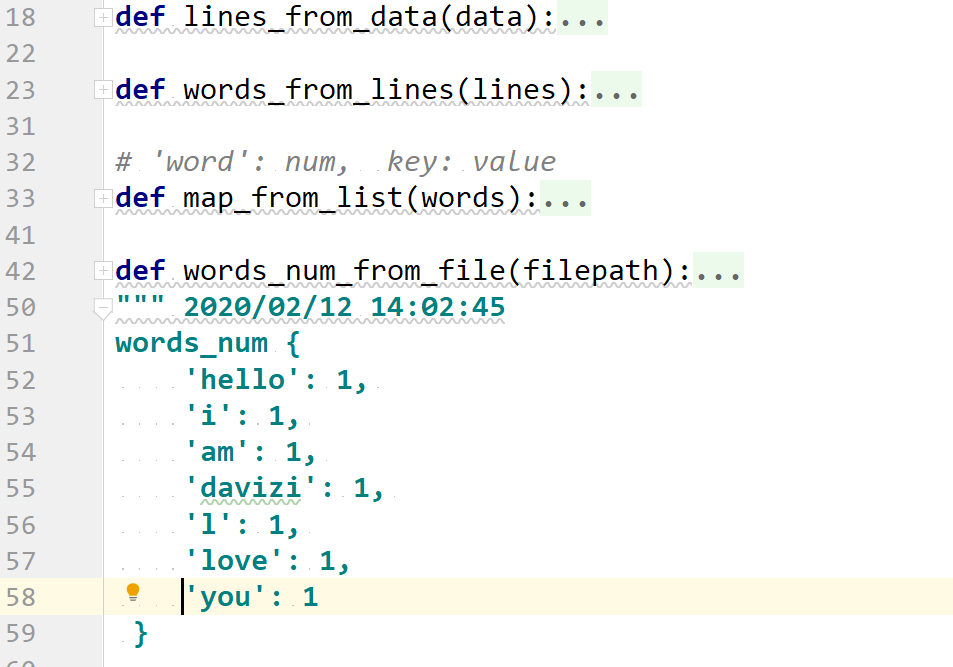 18 def lines_from_data(data):...
22
23 def words_from_lines(lines):...
31
32 # 'word': num,  key: value
33 def map_from_list(words):...
41
42 def words_num_from_file(filepath):...
50 """ 2020/02/12 14:02:45
51 words_num {
52     'hello': 1,
53     'i': 1,
54     'am': 1,
55     'davizi': 1,
56     'l': 1,
57     'love': 1,
58     'you': 1
59  }
60